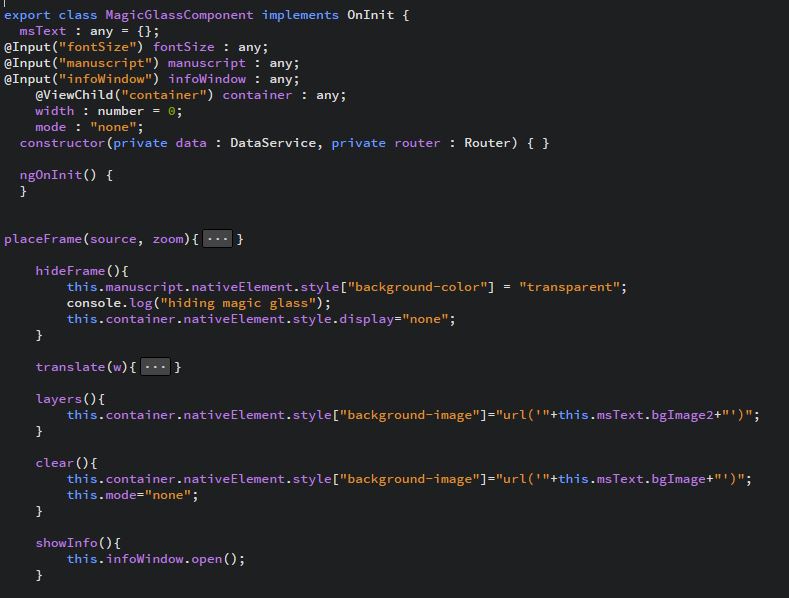 export class MagicGlassComponent implements OnInit {
msText : any = {};
@Input("fontSize") fontSize : any;
@Input("manuscript") manuscript : any;
@Input("infoWindow") infoWindow : any;
@ViewChild("container") container : any;
width : number = 0;
mode : "none";
constructor(private data : DataService, private router : Router) { }
ngOnInit() {
}
placeFrame(source, zoom){ ... }
hideFrame(){
this.manuscript.nativeElement.style["background-color"] = "transparent";
console.log("hiding magic glass");
this.container.nativeElement.style.display="none";
}
translate(w){ ... }
layers(){
this.container.nativeElement.style["background-image"]="url('"+this.msText.bgImage2+"')";
}
clear(){
this.container.nativeElement.style["background-image"]="url('"+this.msText.bgImage+"')";
this.mode="none";
}
showInfo(){
this.infoWindow.open();
}